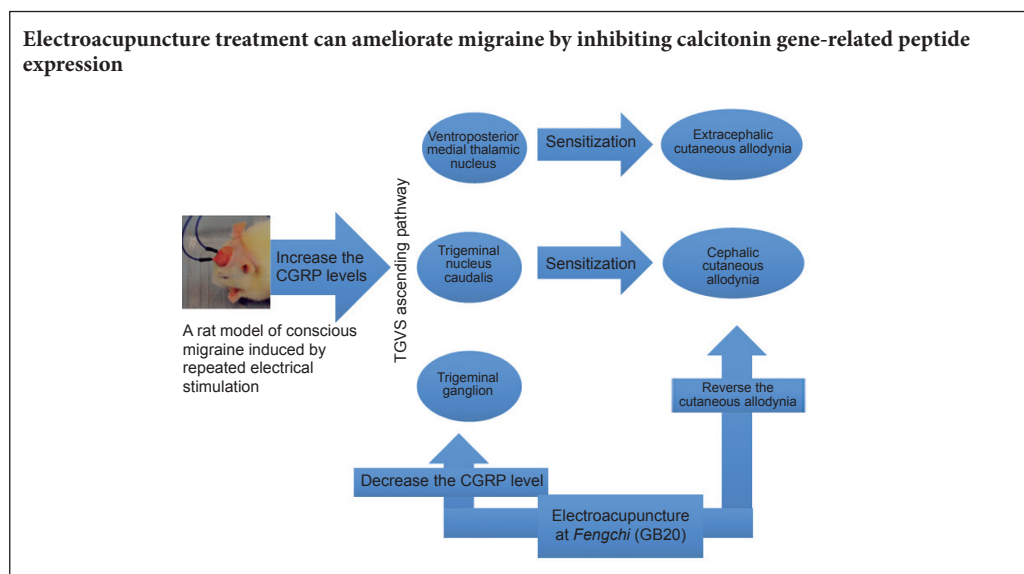 Electroacupuncture treatment can ameliorate migraine by inhibiting calcitonin gene-related peptide
expression
Ventroposterior
medial thalamic
nucleus
Sensitization
Extracephalic
cutaneous allodynia
TGVS ascending pathway
Increase the
CGRP levels
Trigeminal
nucleus
caudalis
Sensitization
Cephalic
cutaneous
allodynia
A rat model of conscious
migraine induced by
repeated electrical
stimulation
Trigeminal
ganglion
Reverse the
cutaneous allodynia
Decrease the CGRP level
Electroacupuncture
at Fengchi (GB20)